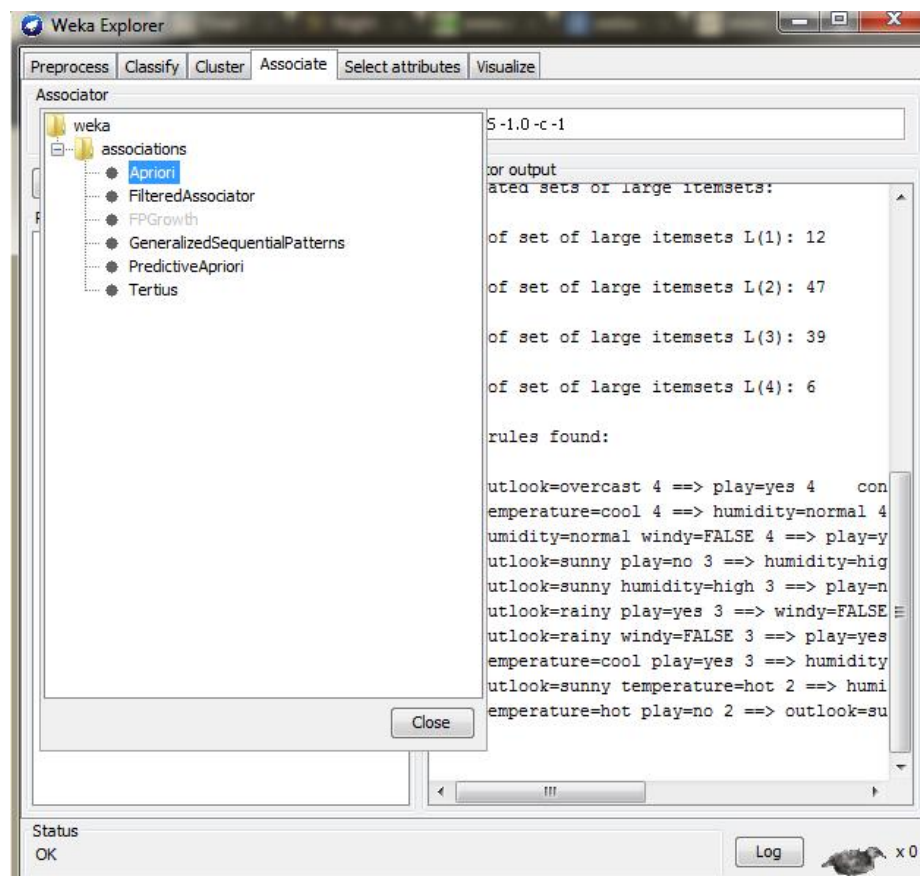 Weka Explorer
Preprocess Classify Cluster Associate Select attributes Visualize
Associator
S -1.0 -c -1
weka
associations
Apriori
FilteredAssociator
FPGrowth
GeneralizedSequentialPatterns
PredictiveApriori
Tertius
Close
tor output
ated sets of large itemsets:
of set of large itemsets L(1): 12
of set of large itemsets L(2): 47
of set of large itemsets L(3): 39
of set of large itemsets L(4): 6
rules found:
utlook=overcast 4 ==> play=yes 4 con
emperature=cool 4 ==> humidity=normal 4
umidity=normal windy=FALSE 4 ==> play=y
utlook=sunny play=no 3 ==> humidity=hig
utlook=sunny humidity=high 3 ==> play=n
utlook=rainy play=yes 3 ==> windy=FALSE
utlook=rainy windy=FALSE 3 ==> play=yes
emperature=cool play=yes 3 ==> humidity
utlook=sunny temperature=hot 2 ==> humi
emperature=hot play=no 2 ==> outlook=su
Status
OK
Log
x 0